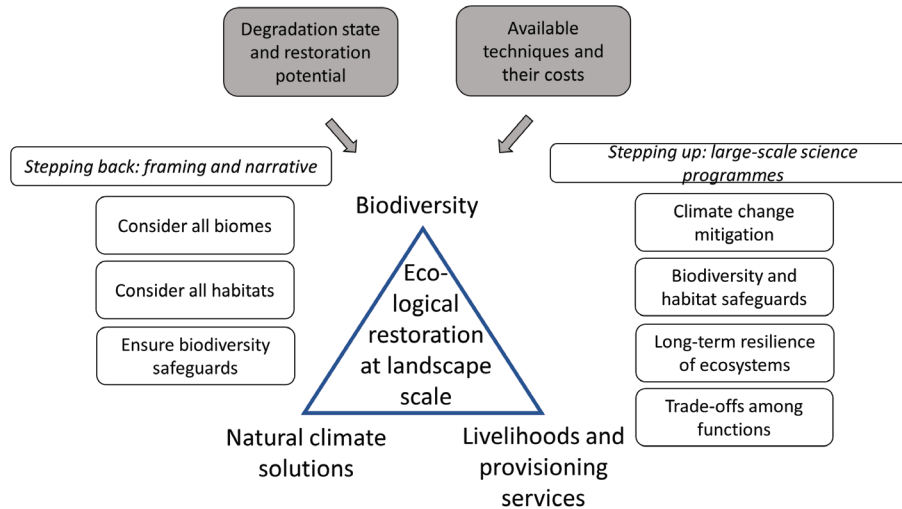 Degradation state
and restoration
potential
Available
techniques and
their costs
Stepping back: framing and narrative
Consider all biomes
Consider all habitats
Ensure biodiversity
safeguards
Biodiversity
Eco-
logical
restoration
at landscape
scale
Natural climate
solutions
Livelihoods and
provisioning
services
Stepping up: large-scale science
programmes
Climate change
mitigation
Biodiversity and
habitat safeguards
Long-term resilience
of ecosystems
Trade-offs among
functions